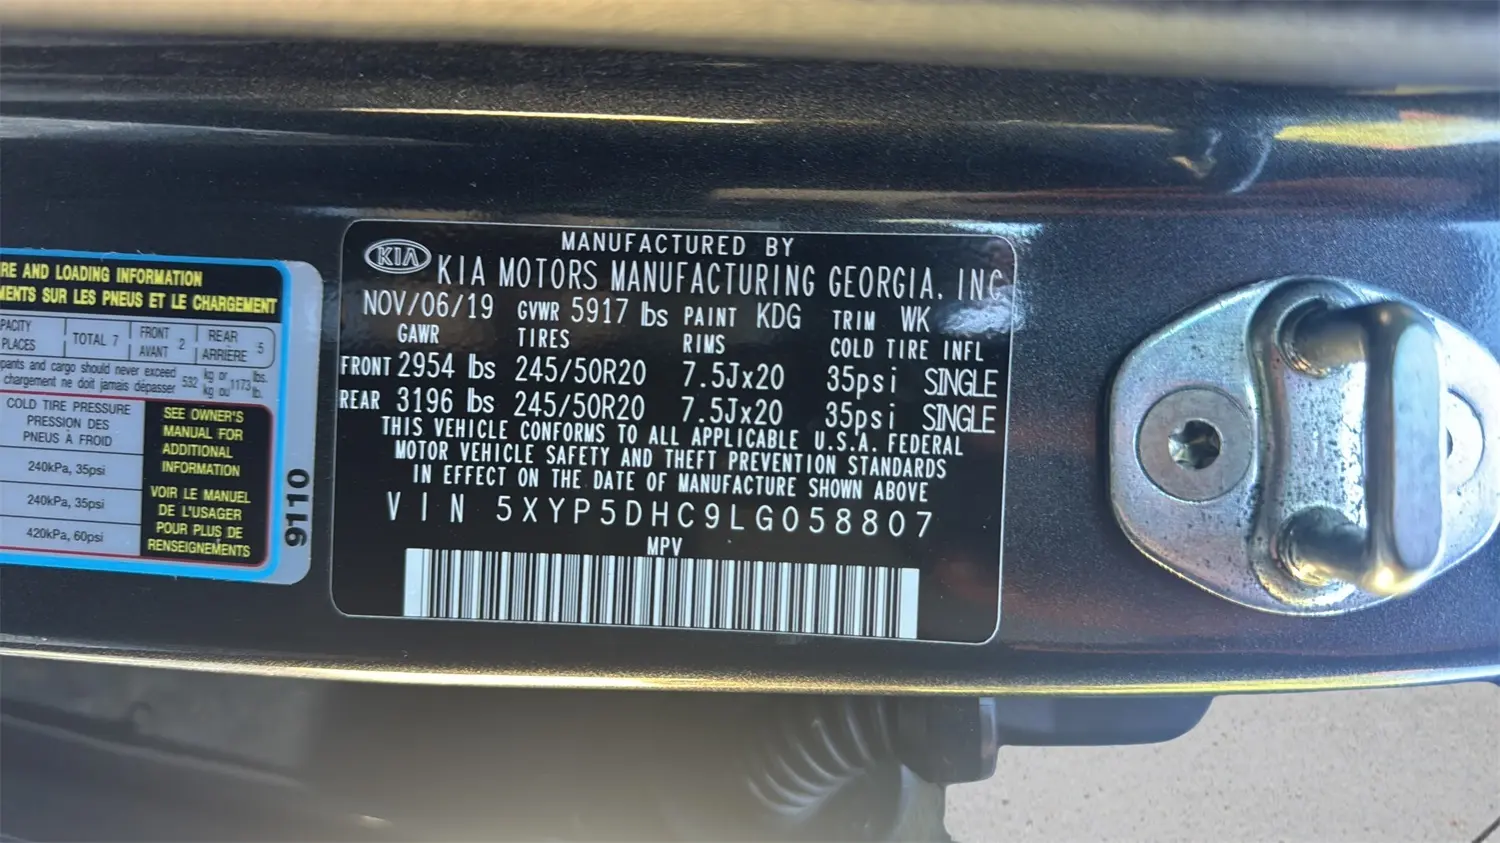 RE AND LOADING INFORMATION
MENTS SUR LES PNEUS ET LE CHARGEMENT
PLACES
TOTAL 7
FRONT
AVANT
2
REAR
ARRIÈRE
5
and cargo should never exceed
chargement ne doit jamais dépasser
532
kg or
kg ou
1173
lbs.
lb.
COLD TIRE PRESSURE
PRESSION DES
PNEUS À FROID
240kPa, 35psi
240kPa, 35psi
420kPa, 60psi
SEE OWNER'S
MANUAL FOR
ADDITIONAL
INFORMATION
VOIR LE MANUEL
DE L'USAGER
POUR PLUS DE
RENSEIGNEMENTS
9110
KIA
MANUFACTURED BY
KIA MOTORS MANUFACTURING GEORGIA, INC
NOV/06/19 GVWR 5917 lbs PAINT KDG TRIM WK
GAWR TIRES RIMS COLD TIRE INFL
FRONT 2954 lbs 245/50R20 7.5Jx20 35psi SINGLE
REAR 3196 lbs 245/50R20 7.5Jx20 35psi SINGLE
THIS VEHICLE CONFORMS TO ALL APPLICABLE U.S.A. FEDERAL
MOTOR VEHICLE SAFETY AND THEFT PREVENTION STANDARDS
IN EFFECT ON THE DATE OF MANUFACTURE SHOWN ABOVE
VIN 5XYP5DHC9LG058807
MPV